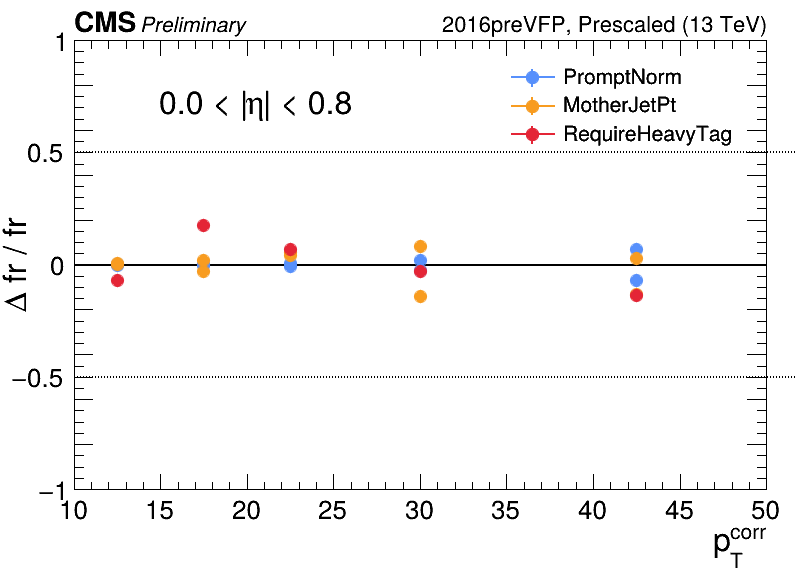 CMS Preliminary 2016preVFP, Prescaled (13 TeV)
0.0 < |η| < 0.8
PromptNorm
MotherJetPt
RequireHeavyTag
Δ fr / fr
1
0.5
0
−0.5
−1
10 15 20 25 30 35 40 45 50
p_T^corr